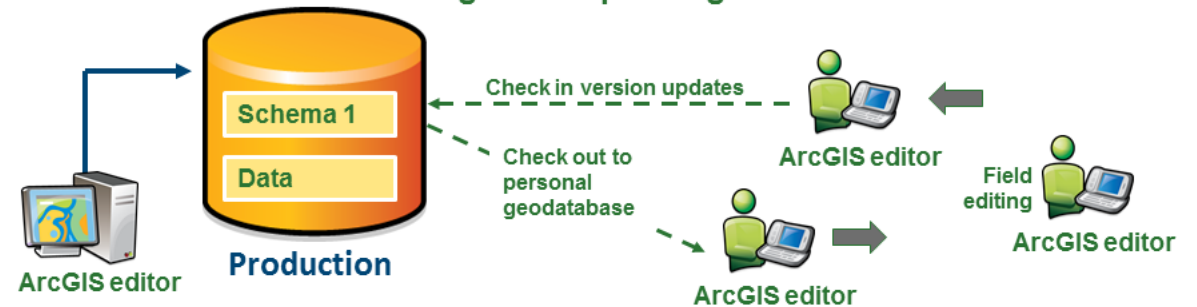 Schema 1
Data
Production
ArcGIS editor
Check in version updates
Check out to
personal
geodatabase
ArcGIS editor
ArcGIS editor
Field
editing
ArcGIS editor